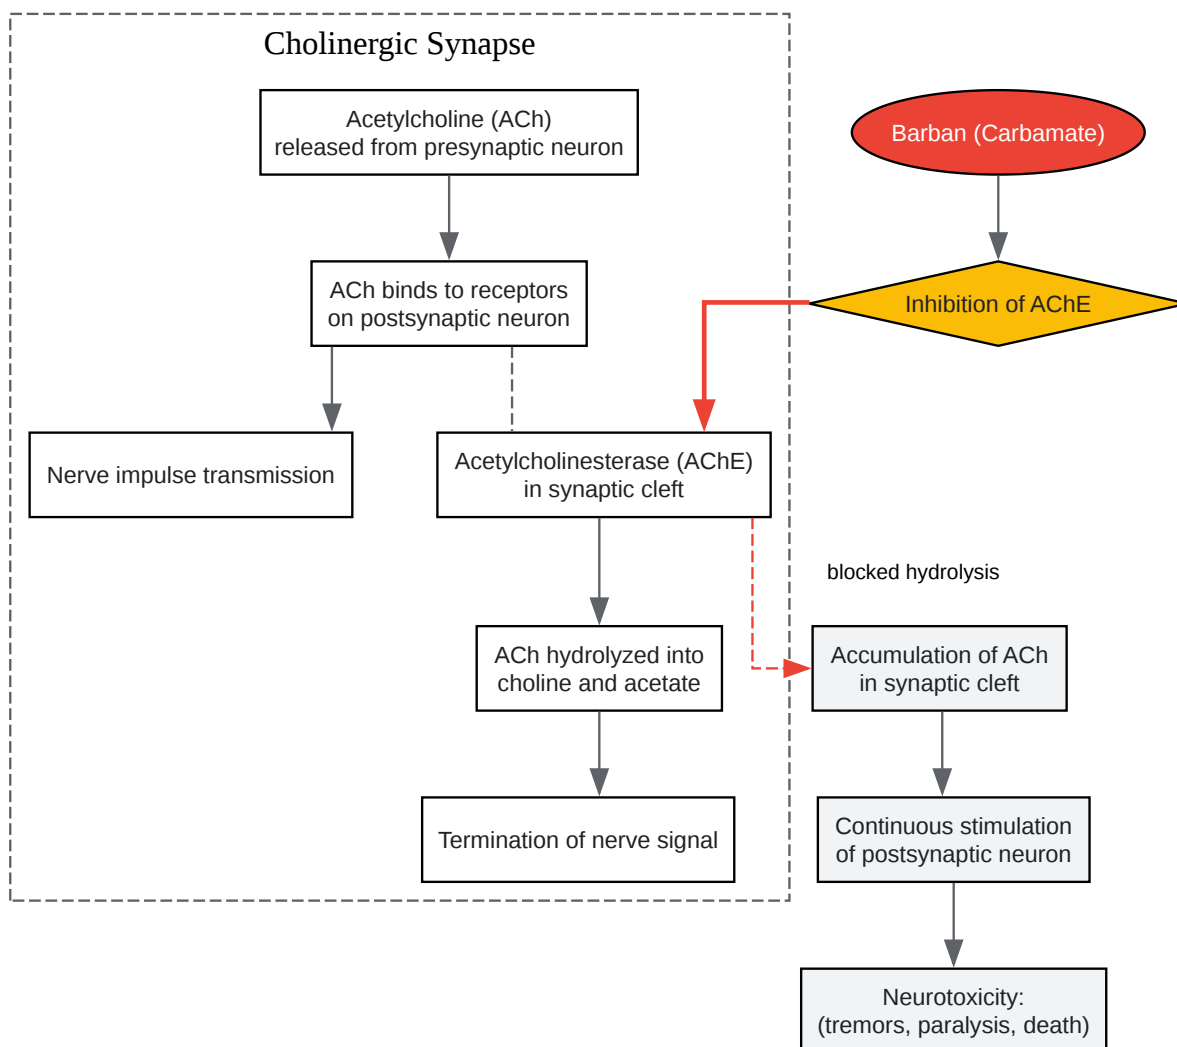 Cholinergic Synapse
Acetylcholine (ACh)
released from presynaptic neuron
Barban (Carbamate)
ACh binds to receptors
on postsynaptic neuron
Inhibition of AChE
Nerve impulse transmission
Acetylcholinesterase (AChE)
in synaptic cleft
blocked hydrolysis
ACh hydrolyzed into
choline and acetate
Accumulation of ACh
in synaptic cleft
Termination of nerve signal
Continuous stimulation
of postsynaptic neuron
Neurotoxicity:
(tremors, paralysis, death)